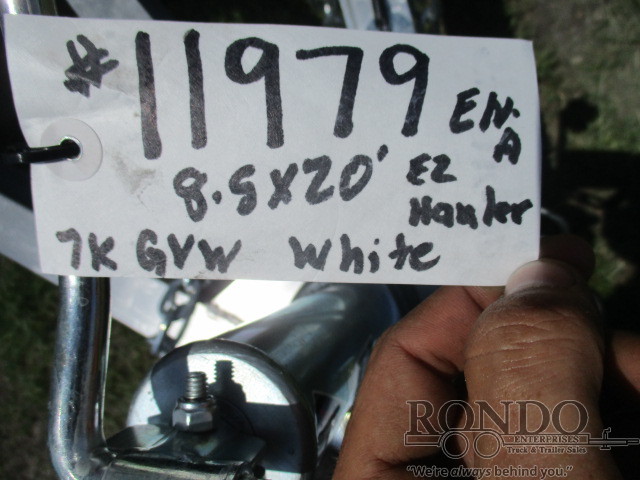 #11979 EN-A
8.5X20' EZ Hauler
7K GVW White
RONDO
ENTERPRISES
Truck & Trailer Sales
"We're always behind you."